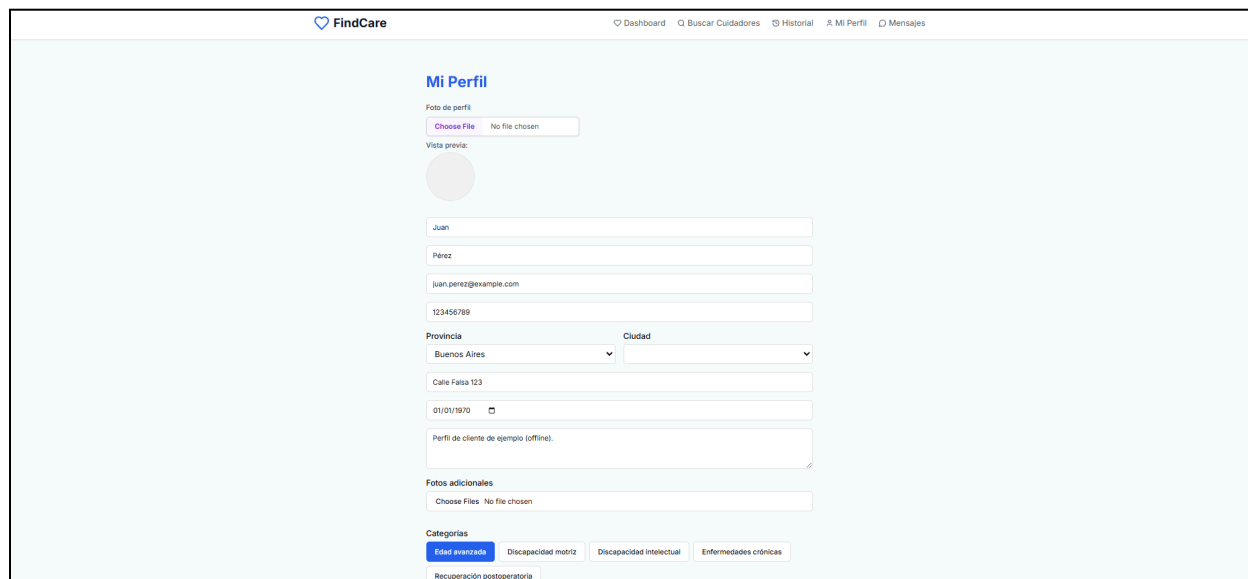 FindCare
Dashboard Buscar Cuidadores Historial Mi Perfil Mensajes
Mi Perfil
Foto de perfil
Choose File No file chosen
Vista previa:
Juan
Pérez
juan.perez@example.com
123456789
Provincia Ciudad
Buenos Aires
Calle Falsa 123
01/01/1970
Perfil de cliente de ejemplo (offline).
Fotos adicionales
Choose Files No file chosen
Categorías
Edad avanzada Discapacidad motriz Discapacidad intelectual Enfermedades crónicas
Recuperación postoperatoria